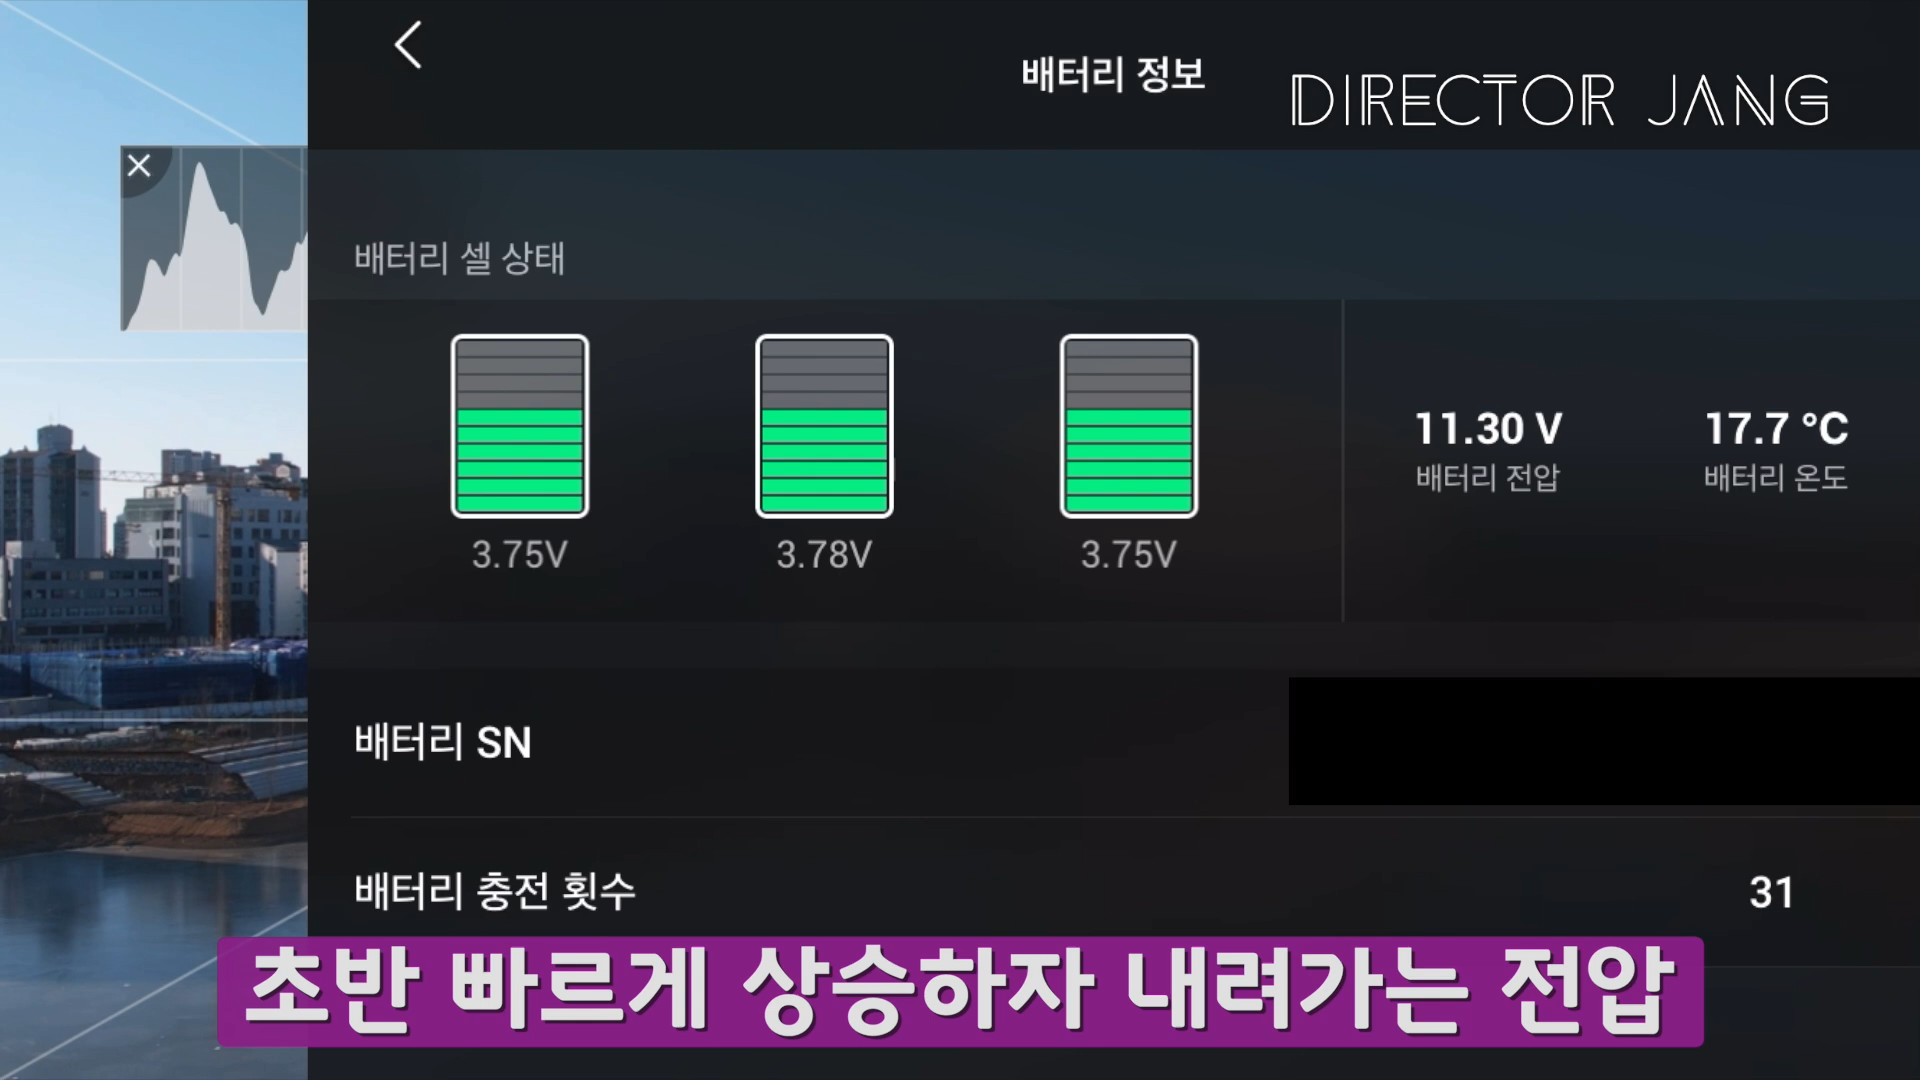 배터리 정보
DIRECTOR JANG
배터리 셀 상태
3.75V
3.78V
3.75V
11.30 V
배터리 전압
17.7 °C
배터리 온도
배터리 SN
배터리 충전 횟수
31
초반 빠르게 상승하자 내려가는 전압